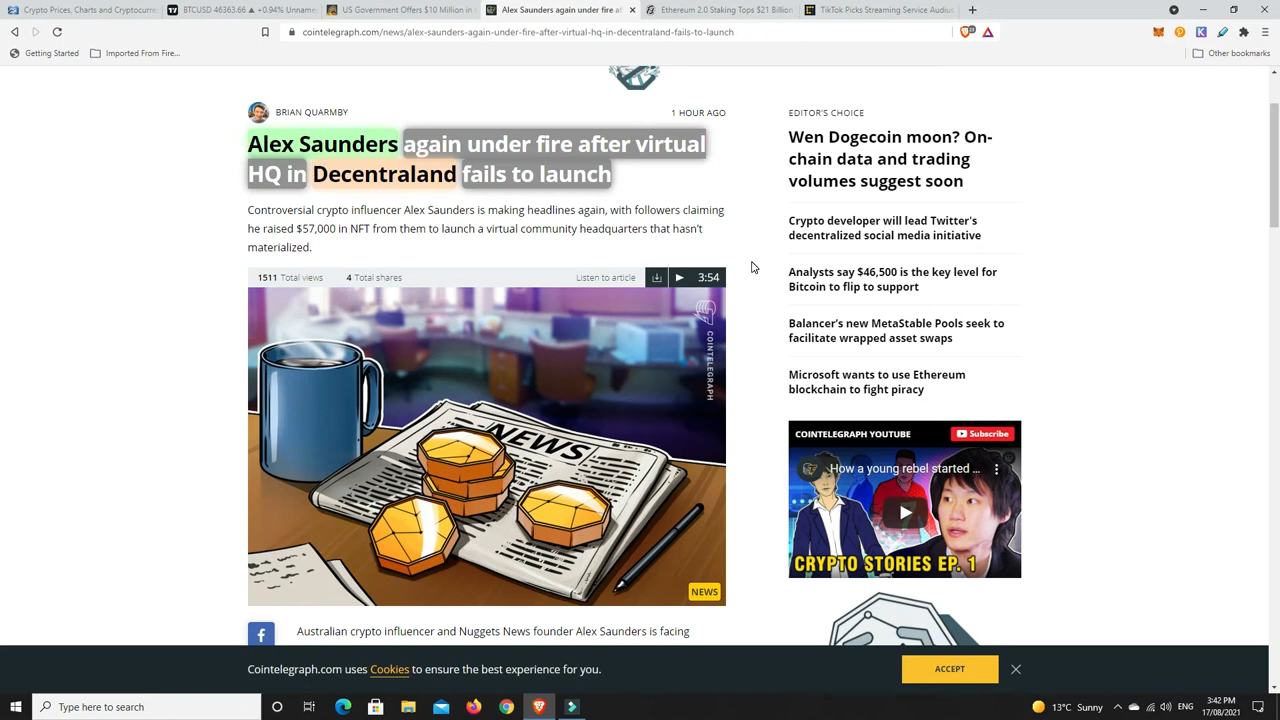 Crypto Prices, Charts and Cryptocurr
BTCUSD 46363.66 ▲ +0.94% Unname
US Government Offers $10 Million in
Alex Saunders again under fire af
Ethereum 2.0 Staking Tops $21 Billion
TikTok Picks Streaming Service Audius
cointelegraph.com/news/alex-saunders-again-under-fire-after-virtual-hq-in-decentraland-fails-to-launch
Getting Started
Imported From Fire...
Other bookmarks
BRIAN QUARMBY
1 HOUR AGO
Alex Saunders again under fire after virtual
HQ in Decentraland fails to launch
Controversial crypto influencer Alex Saunders is making headlines again, with followers claiming
he raised $57,000 in NFT from them to launch a virtual community headquarters that hasn't
materialized.
1511 Total views
4 Total shares
Listen to article
3:54
COINTELEGRAPH
NEWS
NEWS
Australian crypto influencer and Nuggets News founder Alex Saunders is facing
EDITOR'S CHOICE
Wen Dogecoin moon? On-
chain data and trading
volumes suggest soon
Crypto developer will lead Twitter's
decentralized social media initiative
Analysts say $46,500 is the key level for
Bitcoin to flip to support
Balancer's new MetaStable Pools seek to
facilitate wrapped asset swaps
Microsoft wants to use Ethereum
blockchain to fight piracy
COINTELEGRAPH YOUTUBE
Subscribe
How a young rebel started ...
CRYPTO STORIES EP. 1
Cointelegraph.com uses Cookies to ensure the best experience for you.
ACCEPT
Type here to search
13°C Sunny
ENG
3:42 PM
17/08/2021